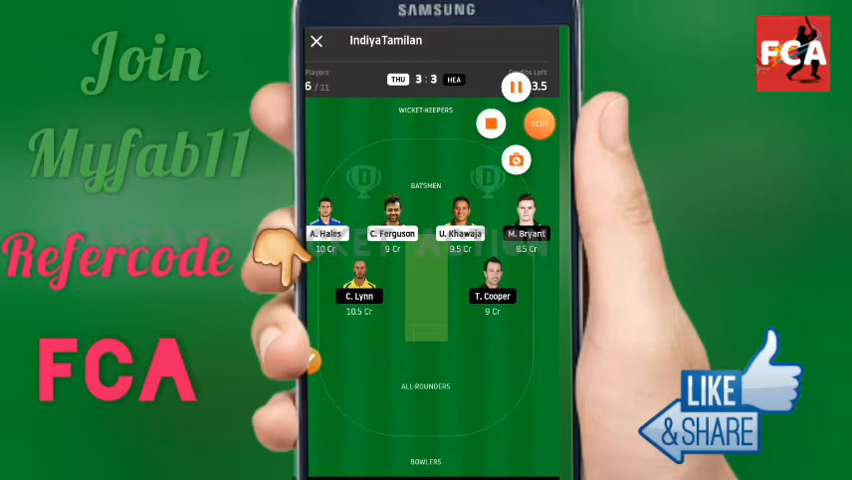 SAMSUNG
IndiyaTamilan
FCA
Join
Myfab11
Refercode
FCA
Players
6 / 11
THU 3 : 3 HEA
3.5
22:04
WICKET-KEEPERS
BATSMEN
A. Hales
10 Cr
C. Ferguson
9 Cr
U. Khawaja
9.5 Cr
M. Bryant
8.5 Cr
C. Lynn
10.5 Cr
T. Cooper
9 Cr
ALL-ROUNDERS
BOWLERS
LIKE
& SHARE